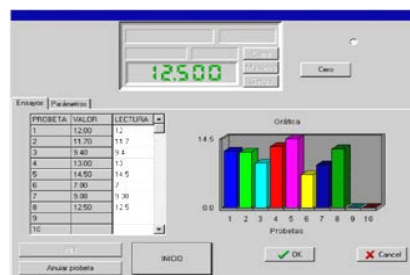 12.500
Cero
Ensayos Parámetros
PROBETA VALOR LECTURA
1 12.00 12
2 11.70 11.7
3 9.40 9.4
4 13.00 13
5 14.50 14.5
6 7.00 7
7 9.00
8 12.50 12.5
9
10
Gráfica
14.5
0.0
1 2 3 4 5 6 7 8 9 10
Probetas
Anular probeta
INICIO
OK
Cancel